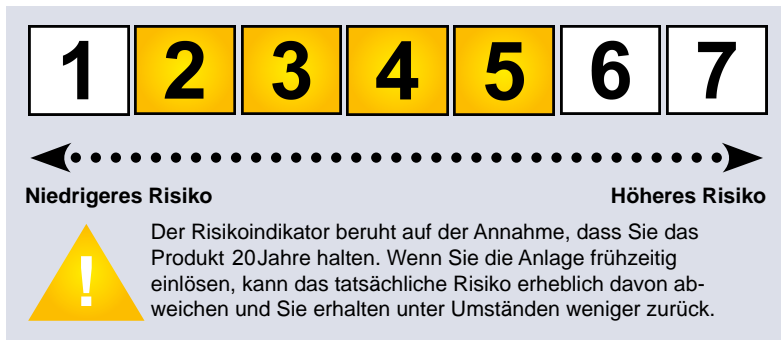 1 2 3 4 5 6 7
Niedrigeres Risiko Höheres Risiko
!
Der Risikoindikator beruht auf der Annahme, dass Sie das
Produkt 20Jahre halten. Wenn Sie die Anlage frühzeitig
einlösen, kann das tatsächliche Risiko erheblich davon ab-
weichen und Sie erhalten unter Umständen weniger zurück.